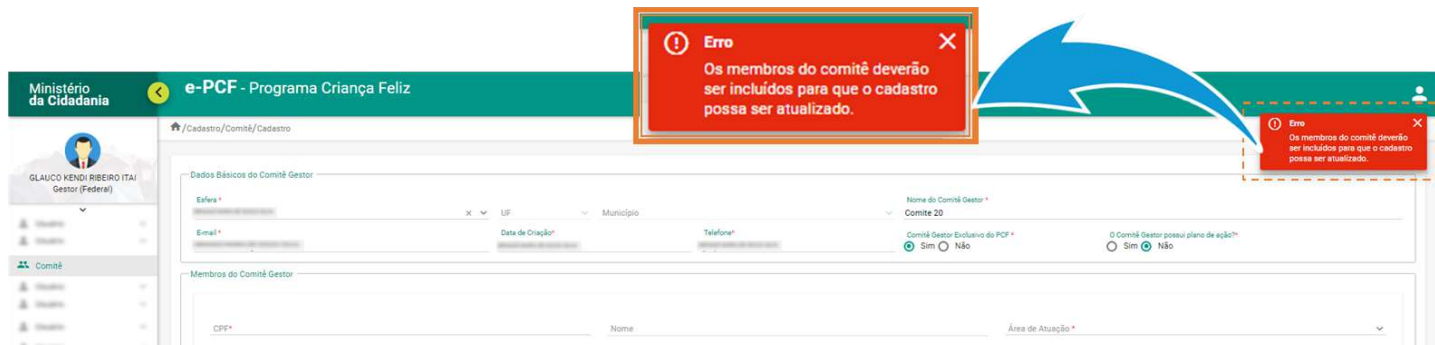 Erro
Os membros do comitê deverão
ser incluídos para que o cadastro
possa ser atualizado.
Ministério
da Cidadania
e-PCF - Programa Criança Feliz
/Cadastro/Comitê/Cadastro
Erro
Os membros do comitê deverão
ser incluídos para que o cadastro
possa ser atualizado.
GLAUCO KENDI RIBEIRO ITAI
Gestor (Federal)
Comitê
Dados Básicos do Comitê Gestor
Esfera *
UF
Município
Nome do Comitê Gestor *
Comite 20
E-mail *
Data de Criação*
Telefone*
Comitê Gestor Exclusivo do PCF *
Sim Não
O Comitê Gestor possui plano de ação?*
Sim Não
Membros do Comitê Gestor
CPF*
Nome
Área de Atuação *